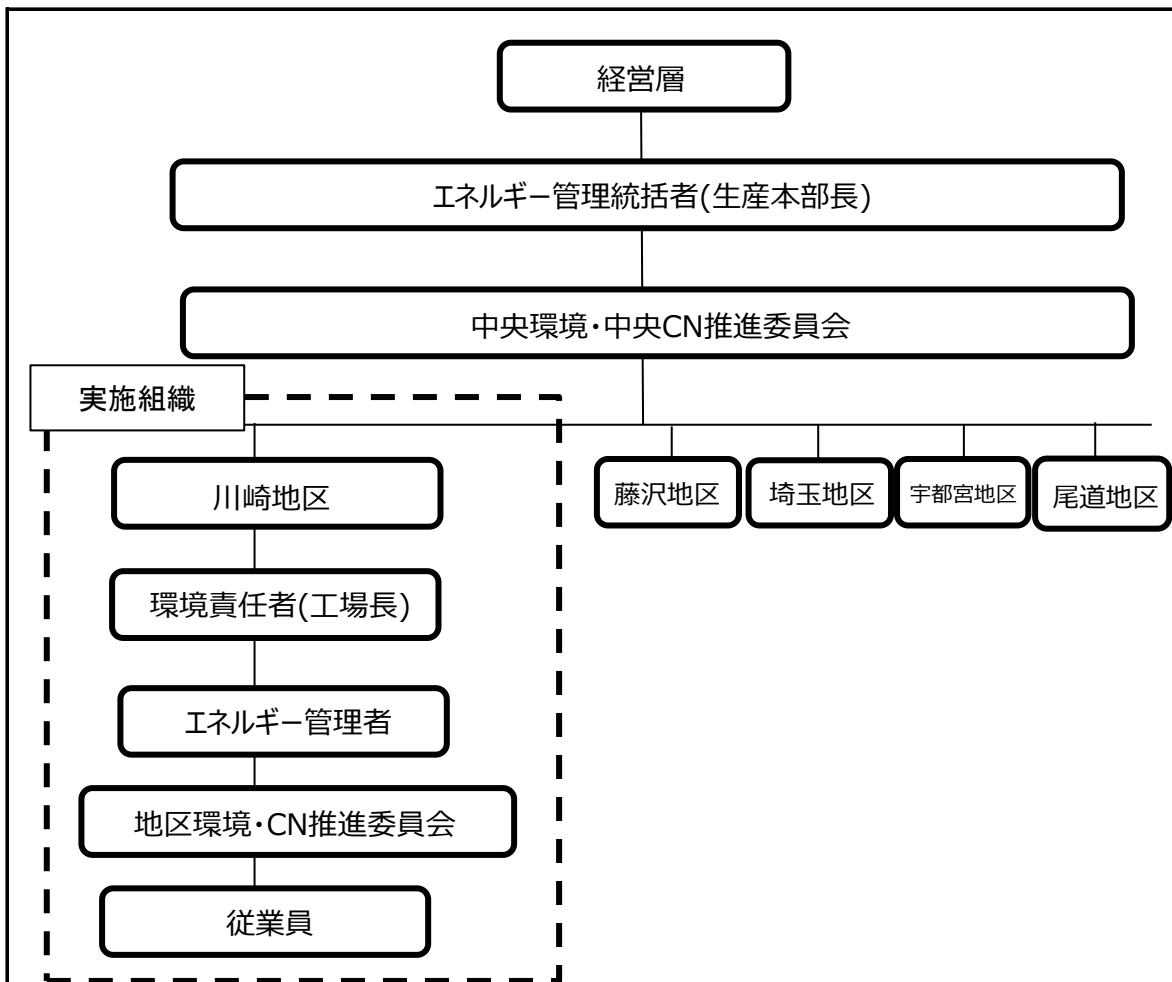 経営層
エネルギー管理統括者(生産本部長)
中央環境・中央CN推進委員会
実施組織
川崎地区
藤沢地区
埼玉地区
宇都宮地区
尾道地区
環境責任者(工場長)
エネルギー管理者
地区環境・CN推進委員会
従業員